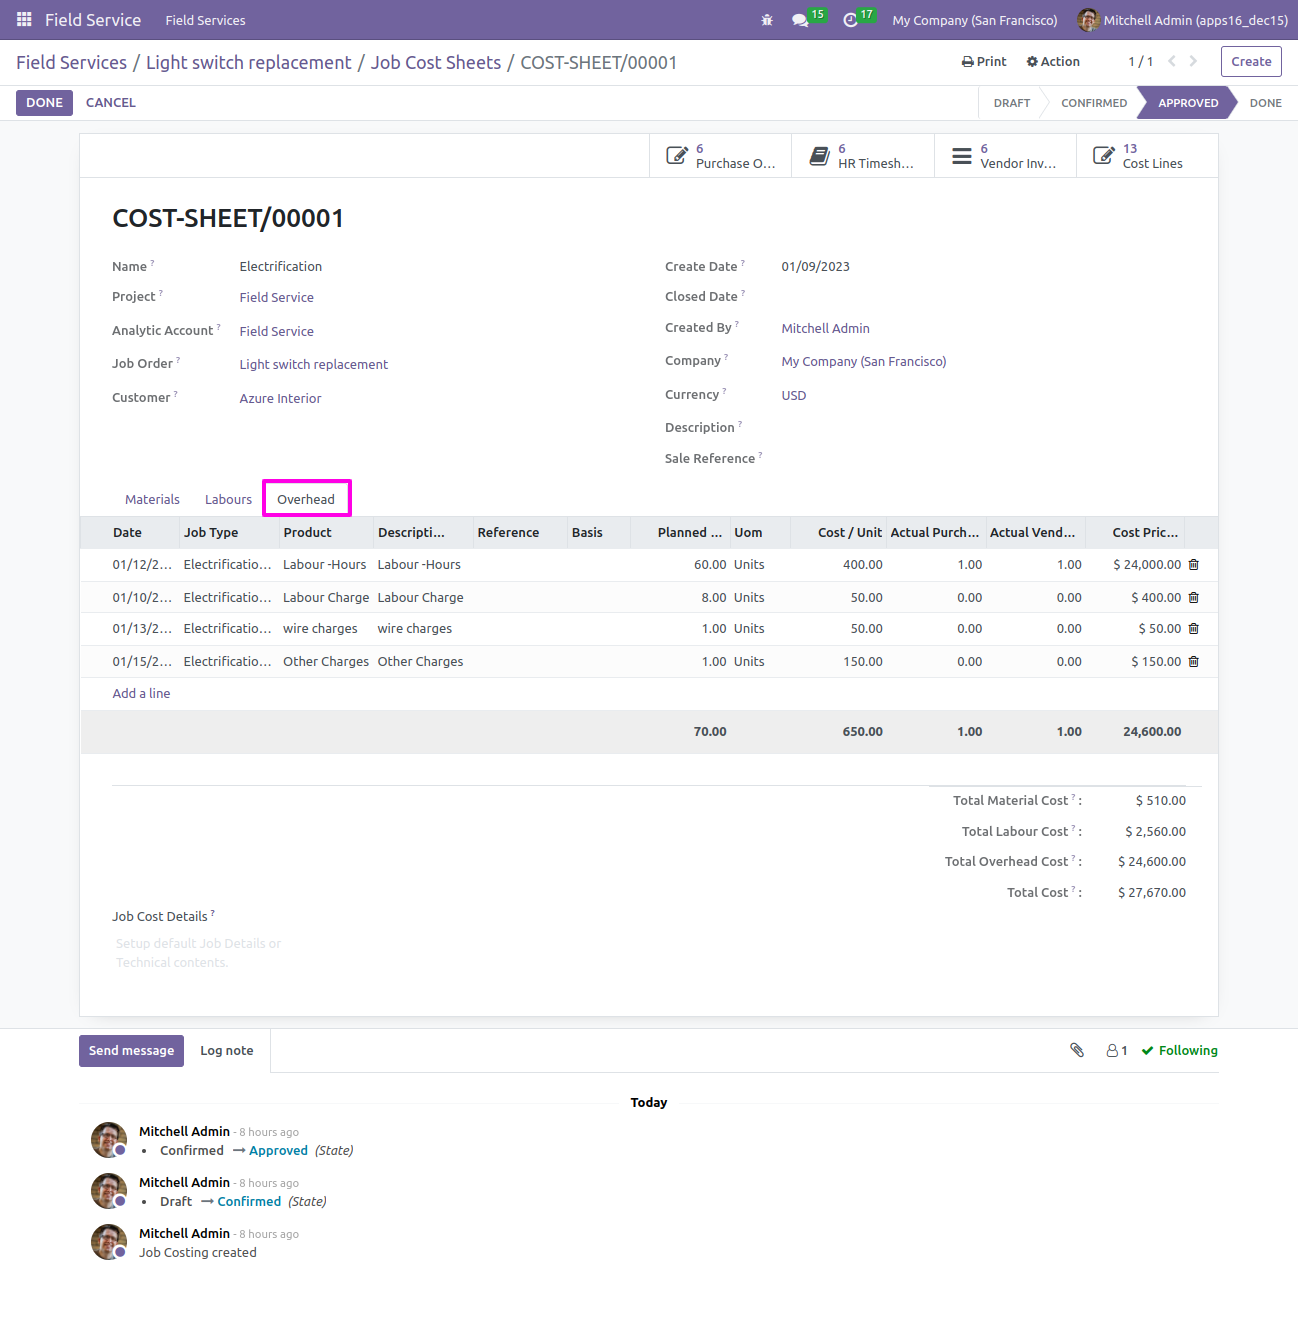 Field Service Field Services 15 17 My Company (San Francisco) Mitchell Admin (apps16_dec15)
Field Services / Light switch replacement / Job Cost Sheets / COST-SHEET/00001 Print Action 1 / 1 Create
DONE CANCEL DRAFT CONFIRMED APPROVED DONE
6 Purchase O... 6 HR Timesh... 6 Vendor Inv... 13 Cost Lines
COST-SHEET/00001
Name ? Electrification Create Date ? 01/09/2023
Project ? Field Service Closed Date ?
Analytic Account ? Field Service Created By ? Mitchell Admin
Job Order ? Light switch replacement Company ? My Company (San Francisco)
Customer ? Azure Interior Currency ? USD
Description ?
Sale Reference ?
Materials Labours Overhead
Date Job Type Product Descripti... Reference Basis Planned ... Uom Cost / Unit Actual Purch... Actual Vend... Cost Pric...
01/12/2... Electrificatio... Labour -Hours Labour -Hours 60.00 Units 400.00 1.00 1.00 $ 24,000.00
01/10/2... Electrificatio... Labour Charge Labour Charge 8.00 Units 50.00 0.00 0.00 $ 400.00
01/13/2... Electrificatio... wire charges wire charges 1.00 Units 50.00 0.00 0.00 $ 50.00
01/15/2... Electrificatio... Other Charges Other Charges 1.00 Units 150.00 0.00 0.00 $ 150.00
Add a line
70.00 650.00 1.00 1.00 24,600.00
Total Material Cost ? : $ 510.00
Total Labour Cost ? : $ 2,560.00
Total Overhead Cost ? : $ 24,600.00
Total Cost ? : $ 27,670.00
Job Cost Details ?
Setup default Job Details or
Technical contents.
Send message Log note 1 Following
Today
Mitchell Admin - 8 hours ago
• Confirmed → Approved (State)
Mitchell Admin - 8 hours ago
• Draft → Confirmed (State)
Mitchell Admin - 8 hours ago
Job Costing created